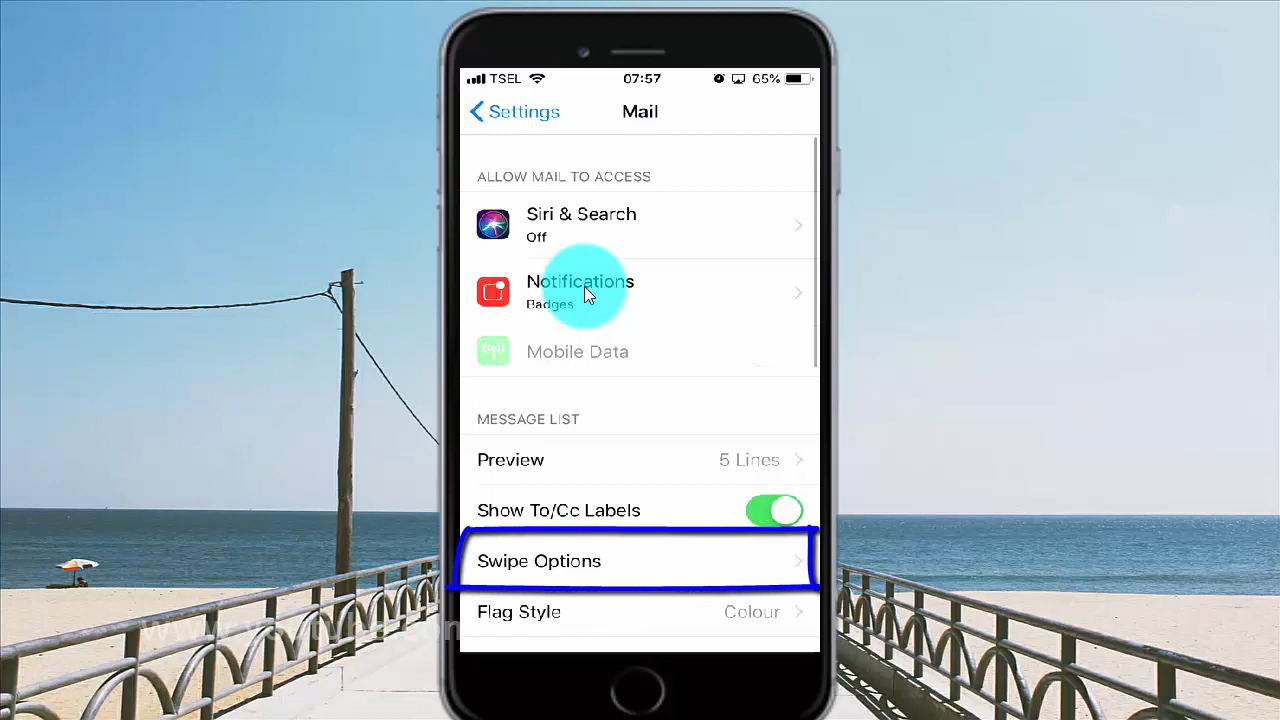 TSEL 07:57 65%
Settings Mail
ALLOW MAIL TO ACCESS
Siri & Search
Off
Notifications
Badges
Mobile Data
MESSAGE LIST
Preview 5 Lines
Show To/Cc Labels
Swipe Options
Flag Style Colour